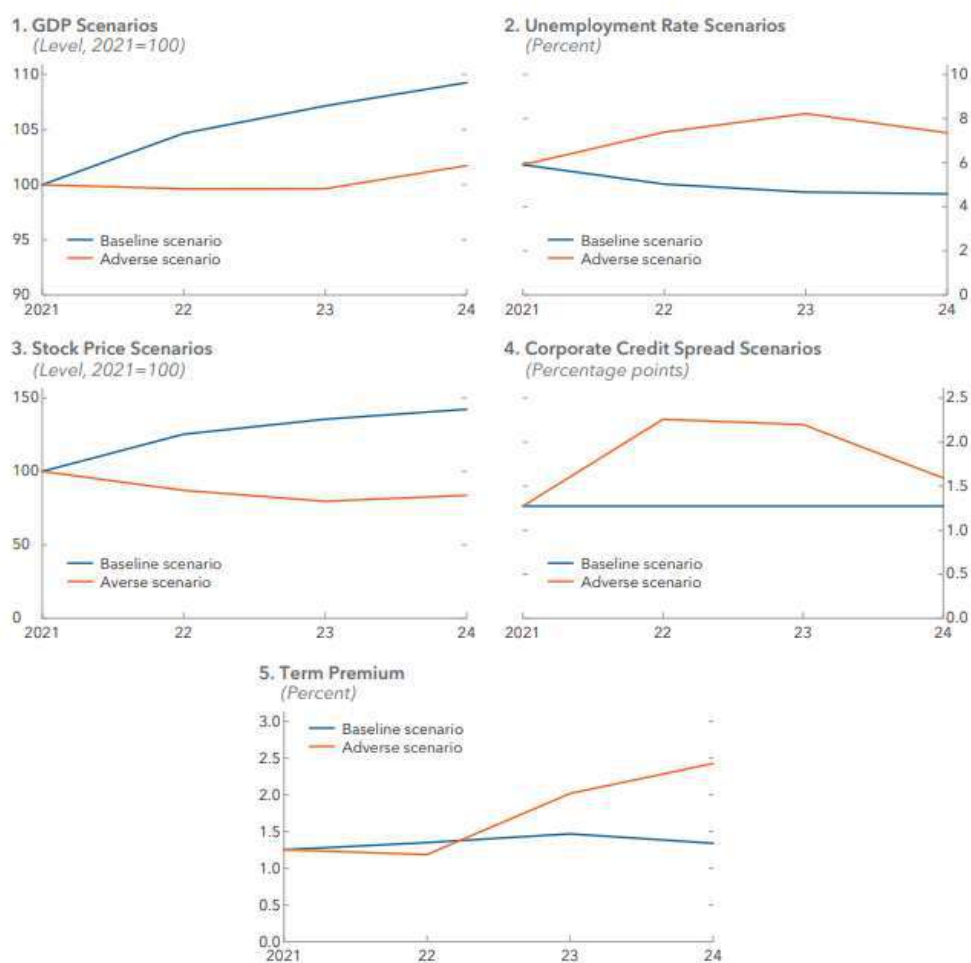 1. GDP Scenarios
(Level, 2021=100)
110
105
100
95
90
Baseline scenario
Adverse scenario
2021 22 23 24
2. Unemployment Rate Scenarios
(Percent)
10
8
6
4
2
0
Baseline scenario
Adverse scenario
2021 22 23 24
3. Stock Price Scenarios
(Level, 2021=100)
150
100
50
0
Baseline scenario
Averse scenario
2021 22 23 24
4. Corporate Credit Spread Scenarios
(Percentage points)
2.5
2.0
1.5
1.0
0.5
0.0
Baseline scenario
Adverse scenario
2021 22 23 24
5. Term Premium
(Percent)
3.0
2.5
2.0
1.5
1.0
0.5
0.0
Baseline scenario
Adverse scenario
2021 22 23 24